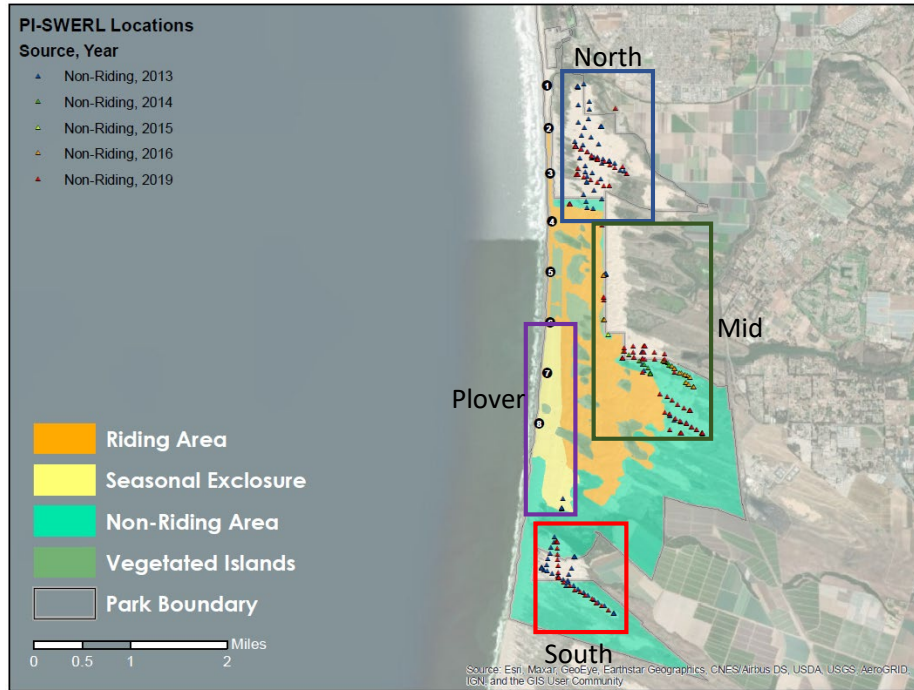 PI-SWERL Locations
Source, Year
Non-Riding, 2013
Non-Riding, 2014
Non-Riding, 2015
Non-Riding, 2016
Non-Riding, 2019
North
1
2
3
4
5
Mid
7
Plover
8
Riding Area
Seasonal Exclosure
Non-Riding Area
Vegetated Islands
Park Boundary
Miles
0 0.5 1 2
South
Source: Esri, Maxar, GeoEye, Earthstar Geographics, CNES/Airbus DS, USDA, USGS, AeroGRID,
IGN, and the GIS User Community